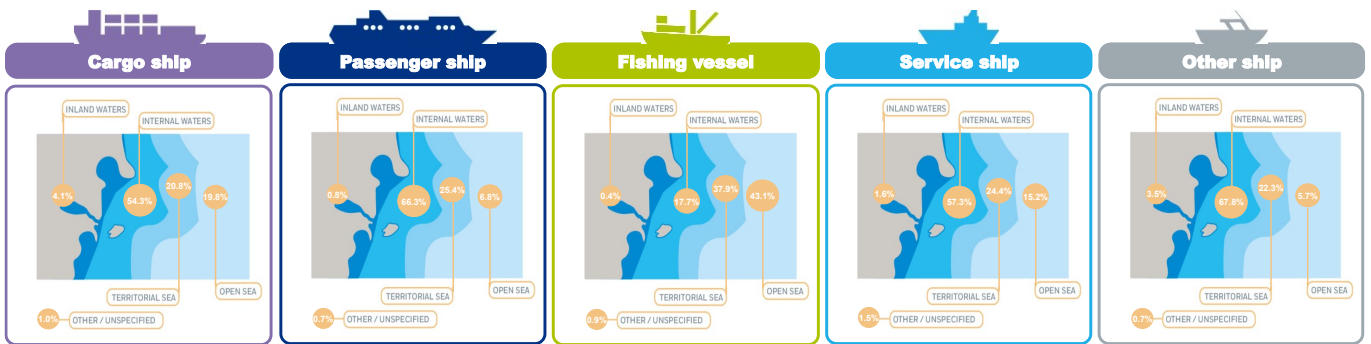 Cargo ship
INLAND WATERS
INTERNAL WATERS
4.1%
54.3%
20.8%
19.8%
TERRITORIAL SEA
OPEN SEA
1.0%
OTHER / UNSPECIFIED
Passenger ship
INLAND WATERS
INTERNAL WATERS
0.8%
66.3%
25.4%
6.8%
TERRITORIAL SEA
OPEN SEA
0.7%
OTHER / UNSPECIFIED
Fishing vessel
INLAND WATERS
INTERNAL WATERS
0.4%
17.7%
37.9%
43.1%
TERRITORIAL SEA
OPEN SEA
0.9%
OTHER / UNSPECIFIED
Service ship
INLAND WATERS
INTERNAL WATERS
1.6%
57.3%
24.4%
15.2%
TERRITORIAL SEA
OPEN SEA
1.5%
OTHER / UNSPECIFIED
Other ship
INLAND WATERS
INTERNAL WATERS
3.5%
67.8%
22.3%
5.7%
TERRITORIAL SEA
OPEN SEA
0.7%
OTHER / UNSPECIFIED